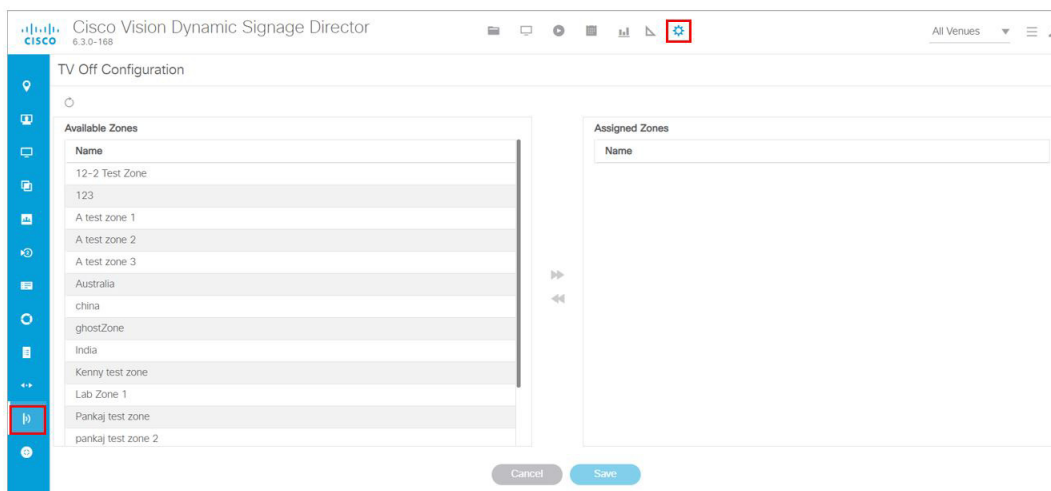 CISCO
Cisco Vision Dynamic Signage Director
6.3.0-168
All Venues
TV Off Configuration
Available Zones
Name
12-2 Test Zone
123
A test zone 1
A test zone 2
A test zone 3
Australia
china
ghostZone
India
Kenny test zone
Lab Zone 1
Pankaj test zone
pankaj test zone 2
Assigned Zones
Name
Cancel
Save